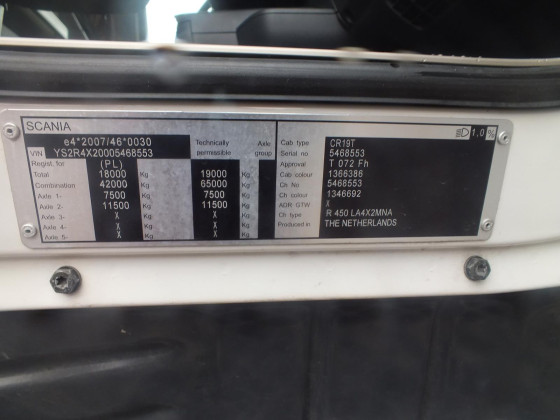 SCANIA
1,0 %
e4*2007/46*0030 Technically permissible Axle group
VIN YS2R4X20005468553
Registr. for (PL)
Total 18000 Kg 19000 Kg
Combination 42000 Kg 65000 Kg
Axle 1- 7500 Kg 7500 Kg
Axle 2- 11500 Kg 11500 Kg
Axle 3- X Kg X Kg
Axle 4- X Kg X Kg
Axle 5- X Kg X Kg
Cab. type CR19T
Serial no. 5468553
Approval T 072 Fh
Cab colour 1366386
Ch No 5468553
Ch colour 1346692
ADR GTW X
Ch type R 450 LA4X2MNA
Produced in THE NETHERLANDS